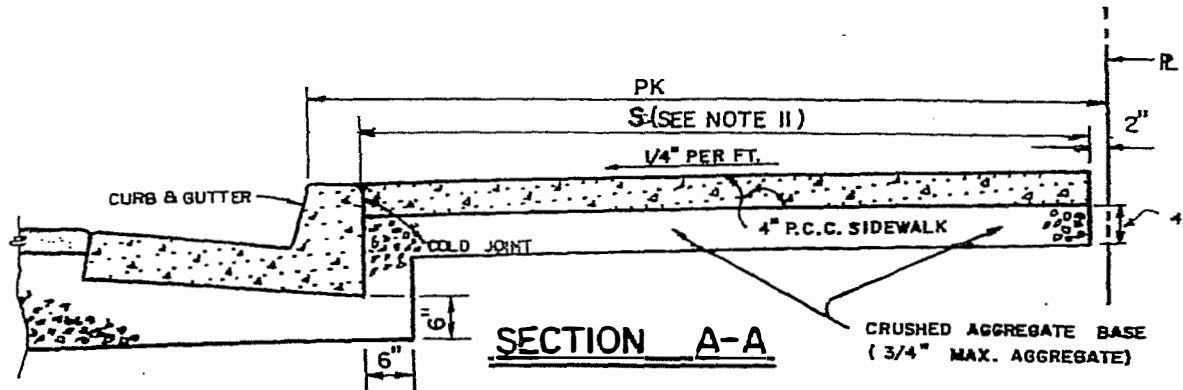 PK
PL
S (SEE NOTE 11)
2"
1/4" PER FT.
CURB & GUTTER
4" P.C.C. SIDEWALK
4
COLD JOINT
6"
6"
SECTION A-A
CRUSHED AGGREGATE BASE
( 3/4" MAX. AGGREGATE)